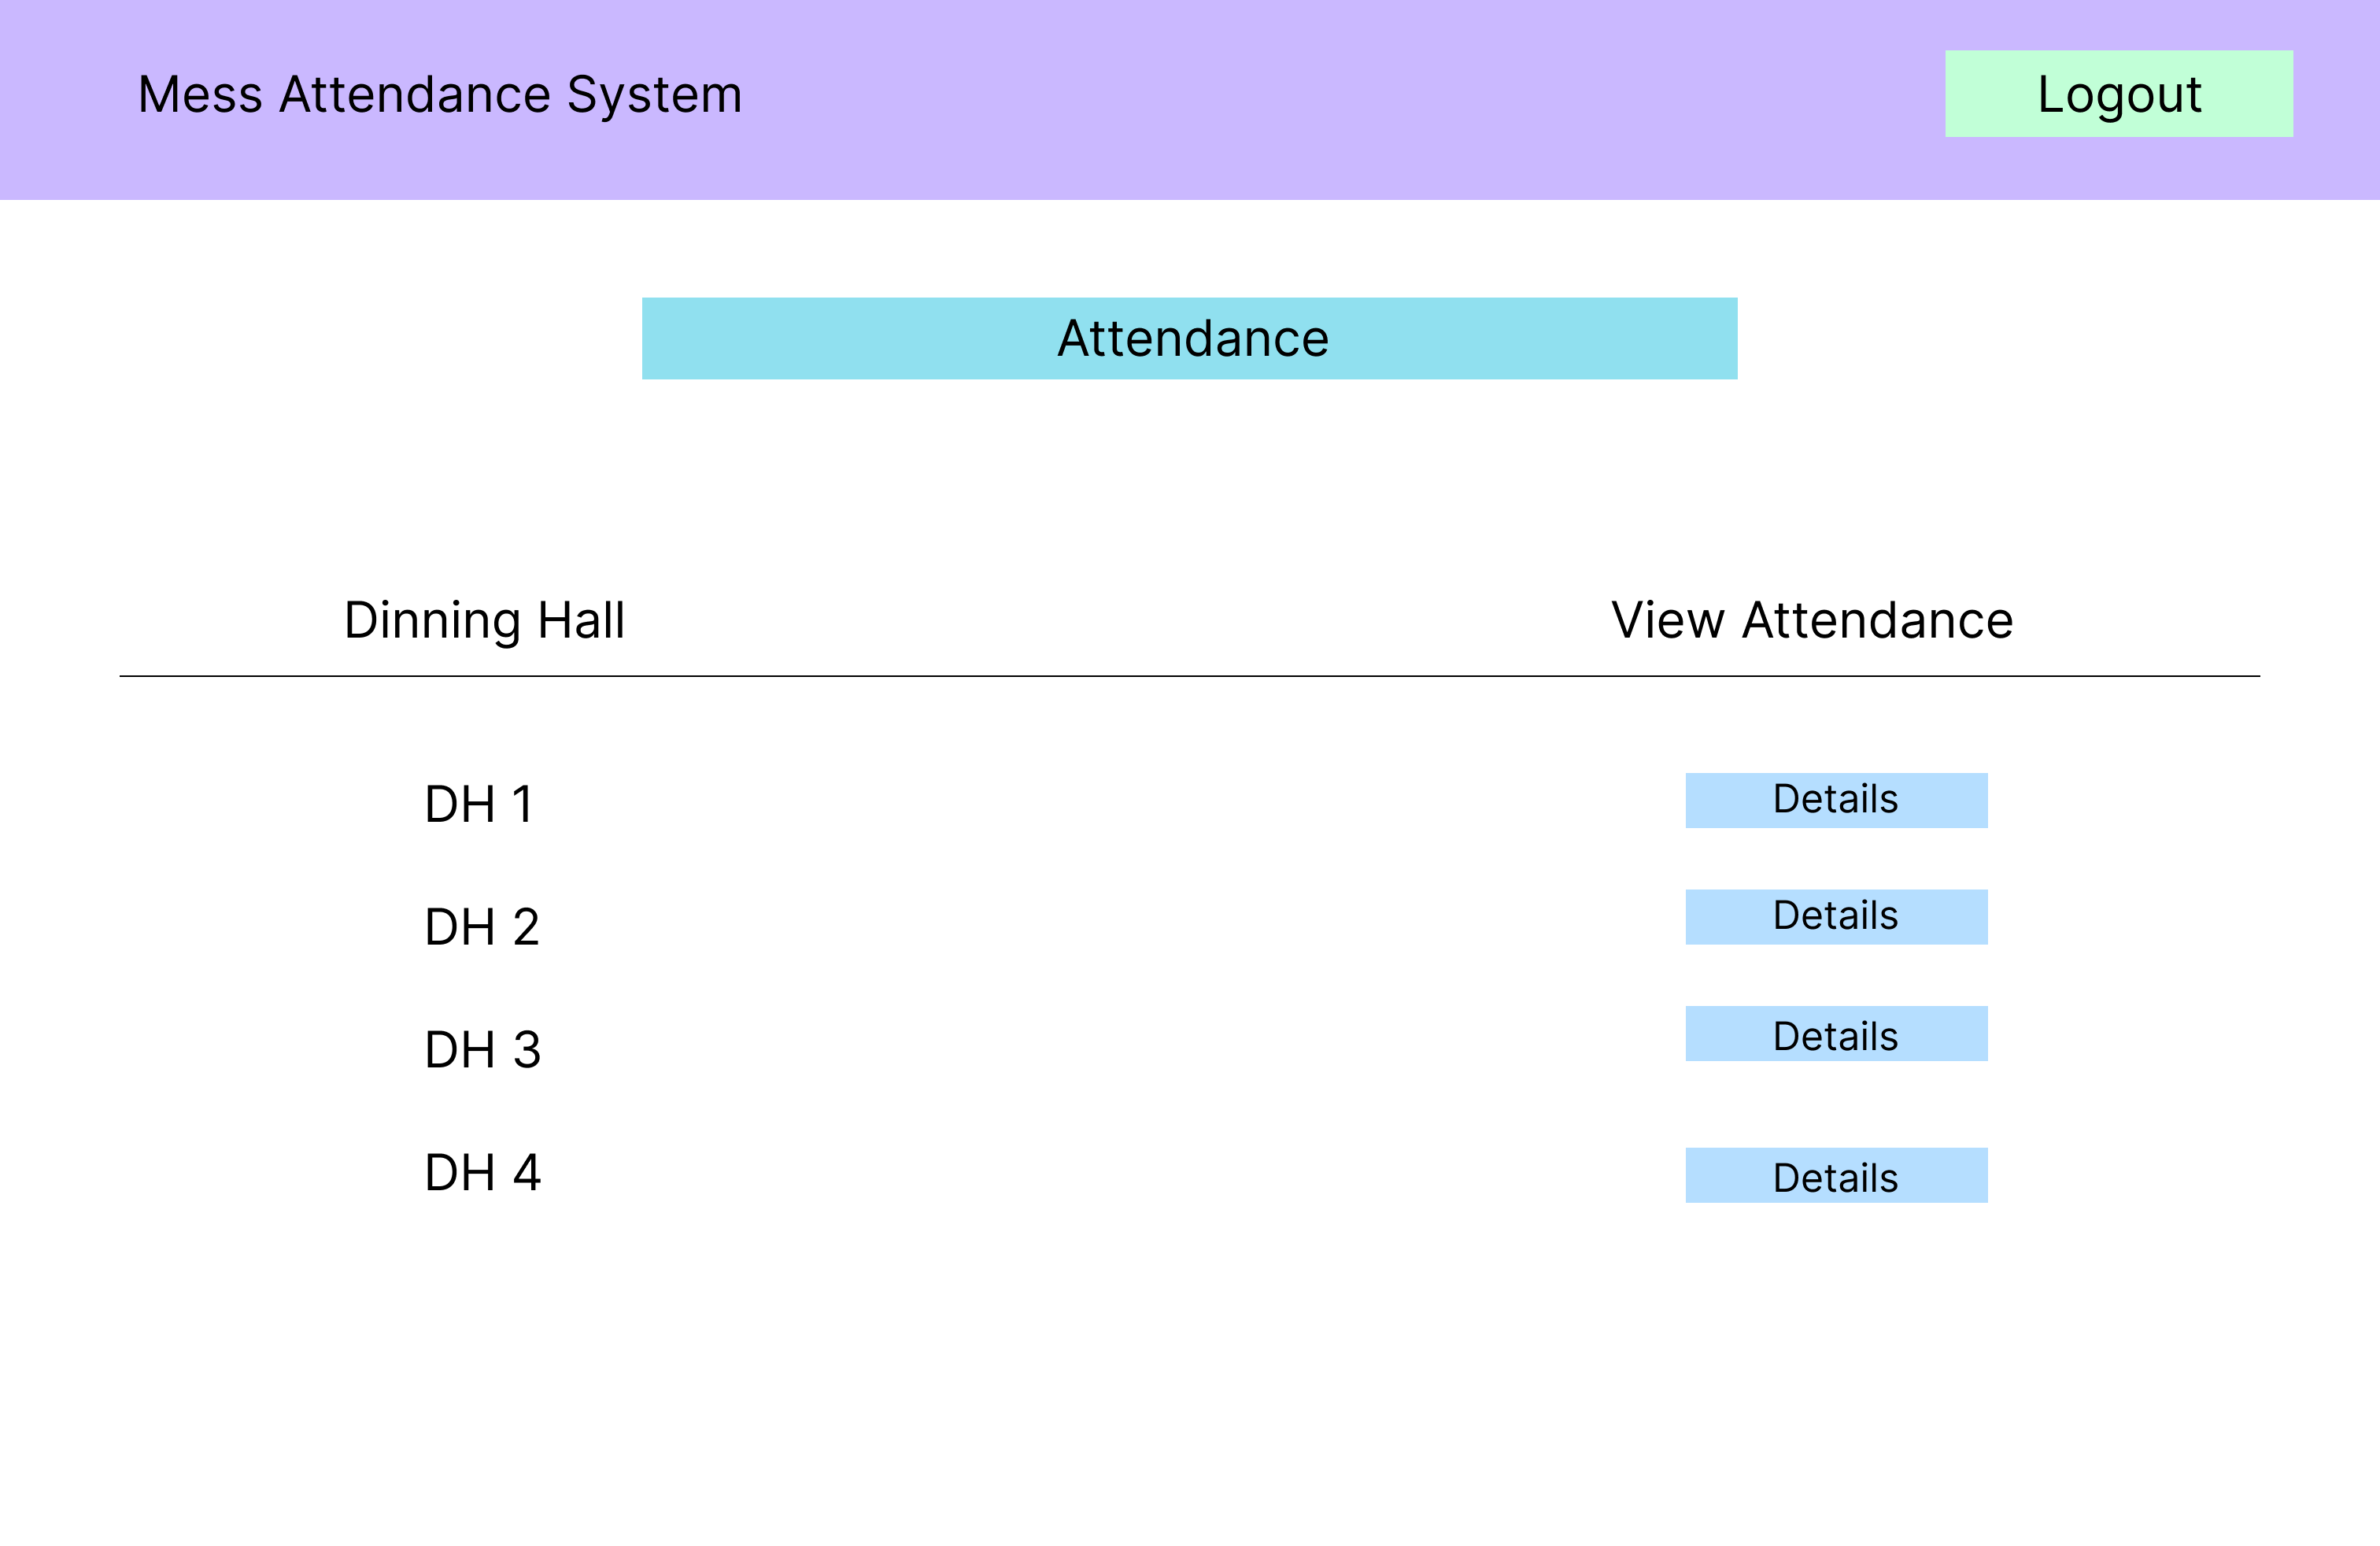 Mess Attendance System
Logout
Attendance
Dinning Hall
View Attendance
DH 1
Details
DH 2
Details
DH 3
Details
DH 4
Details